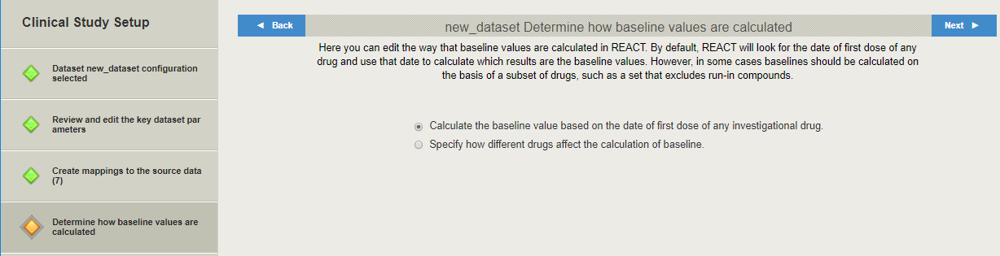 Clinical Study Setup
Dataset new_dataset configuration
selected
Review and edit the key dataset par
ameters
Create mappings to the source data
(7)
Determine how baseline values are
calculated
Back
new_dataset Determine how baseline values are calculated
Next
Here you can edit the way that baseline values are calculated in REACT. By default, REACT will look for the date of first dose of any
drug and use that date to calculate which results are the baseline values. However, in some cases baselines should be calculated on
the basis of a subset of drugs, such as a set that excludes run-in compounds.
Calculate the baseline value based on the date of first dose of any investigational drug.
Specify how different drugs affect the calculation of baseline.